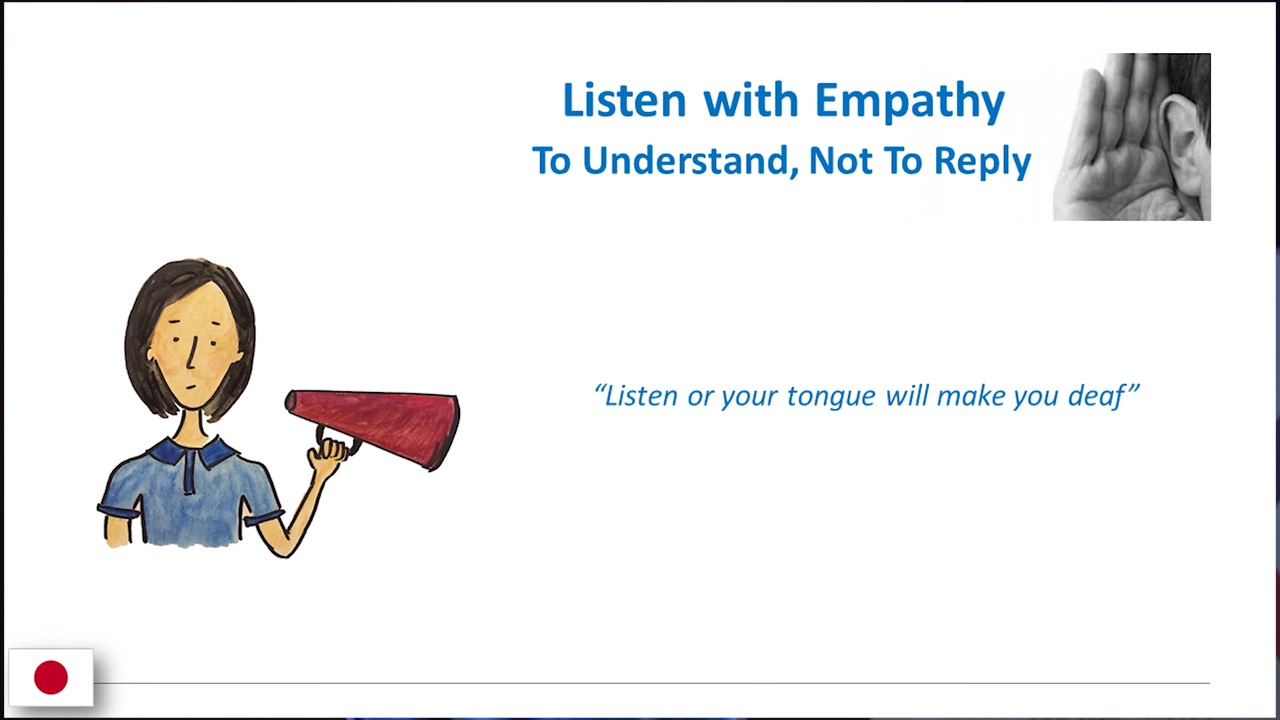 Listen with Empathy
To Understand, Not To Reply
“Listen or your tongue will make you deaf”